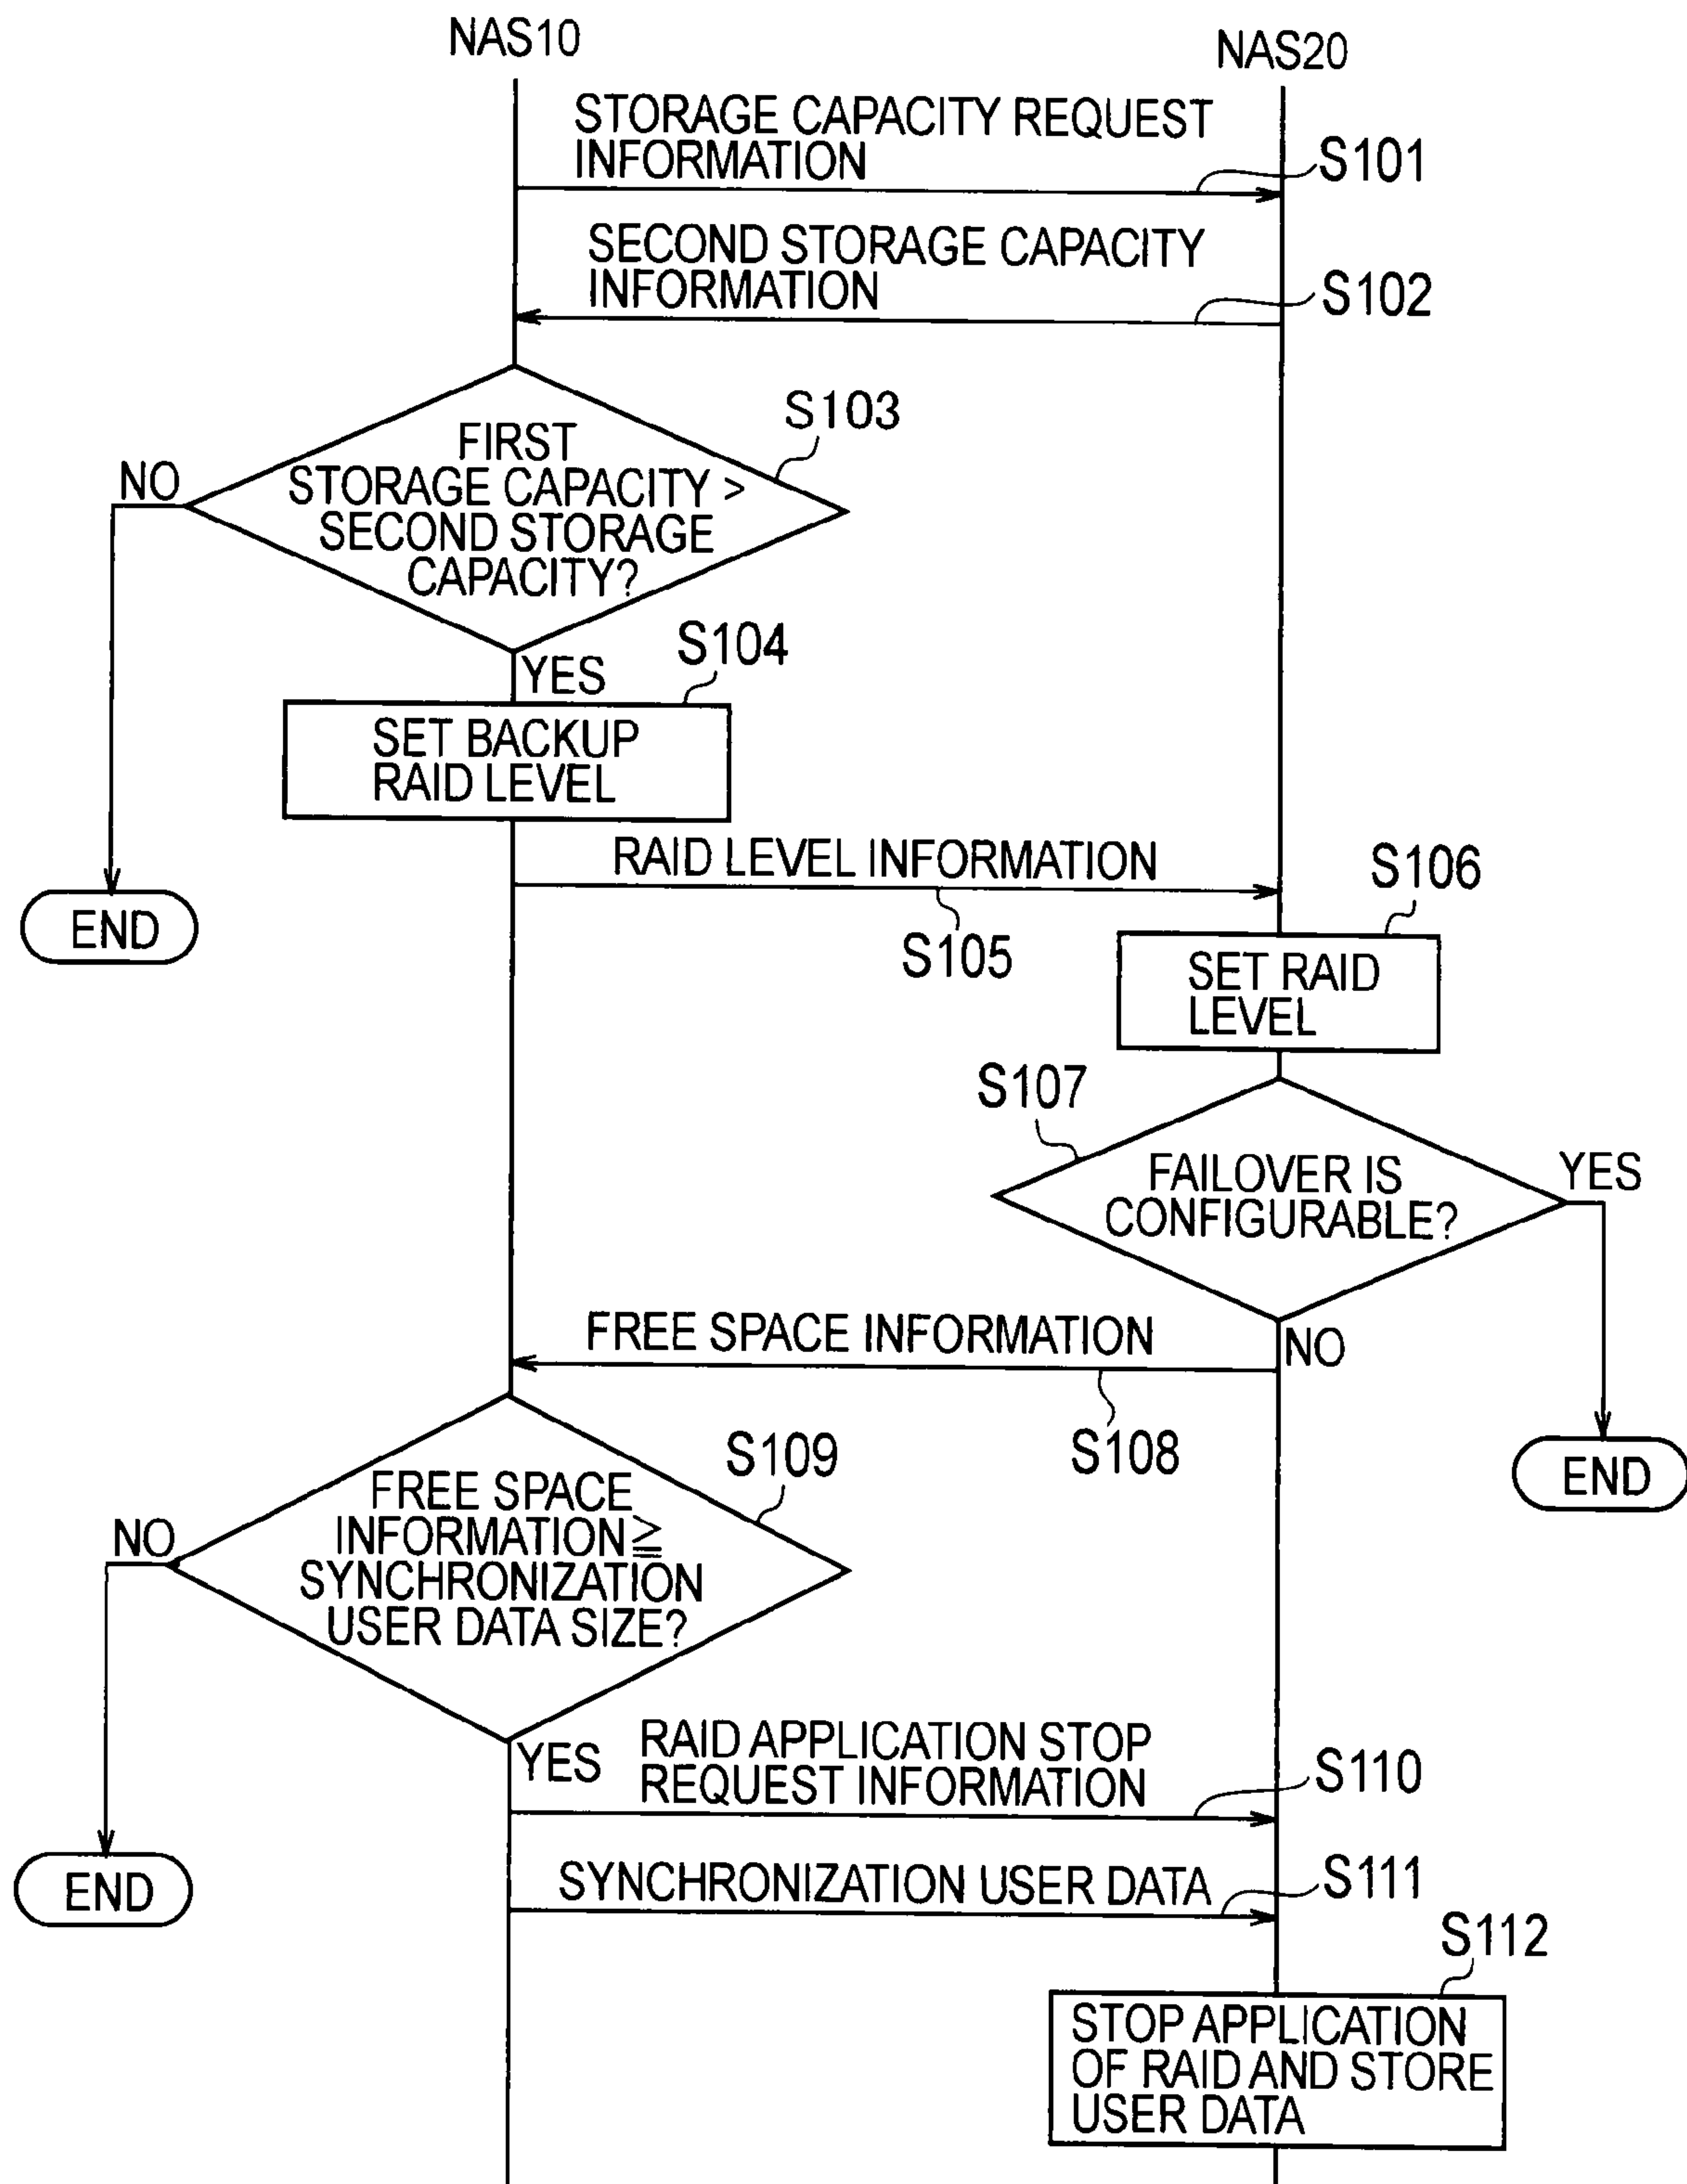 NAS10
NAS20
STORAGE CAPACITY REQUEST
INFORMATION
S101
SECOND STORAGE CAPACITY
INFORMATION
S102
S103
FIRST
STORAGE CAPACITY >
SECOND STORAGE
CAPACITY?
NO
YES
S104
SET BACKUP
RAID LEVEL
RAID LEVEL INFORMATION
S105
END
S106
SET RAID
LEVEL
S107
FAILOVER IS
CONFIGURABLE?
YES
NO
FREE SPACE INFORMATION
S108
END
S109
FREE SPACE
INFORMATION≧
SYNCHRONIZATION
USER DATA SIZE?
NO
YES
RAID APPLICATION STOP
REQUEST INFORMATION
S110
END
SYNCHRONIZATION USER DATA
S111
S112
STOP APPLICATION
OF RAID AND STORE
USER DATA